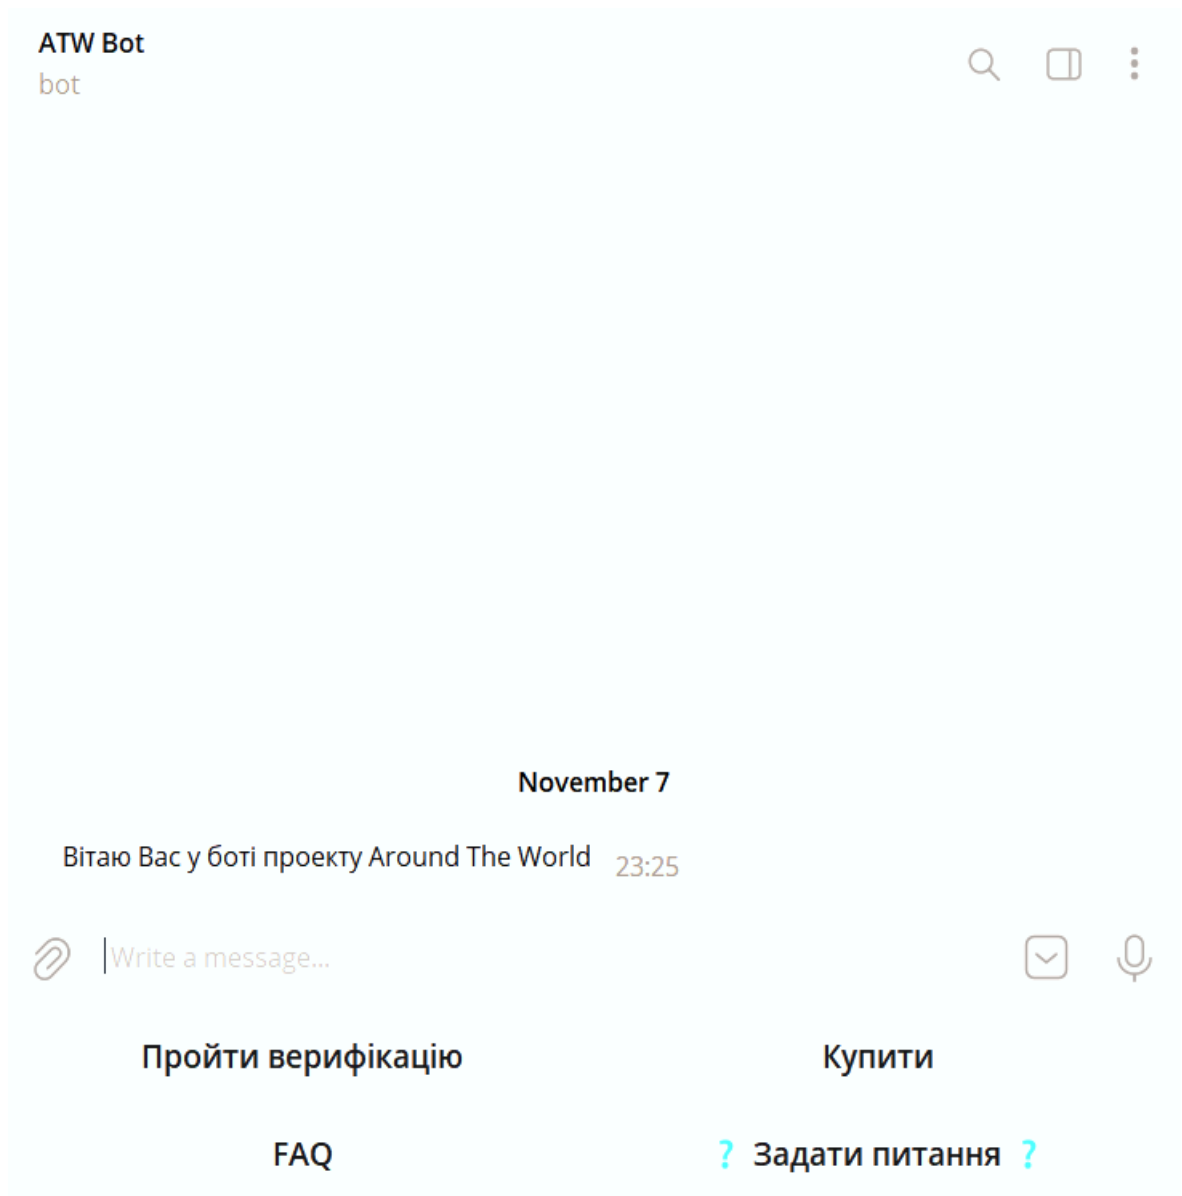 ATW Bot
bot
November 7
Вітаю Вас у боті проекту Around The World 23:25
Write a message...
Пройти верифікацію Купити
FAQ ? Задати питання ?